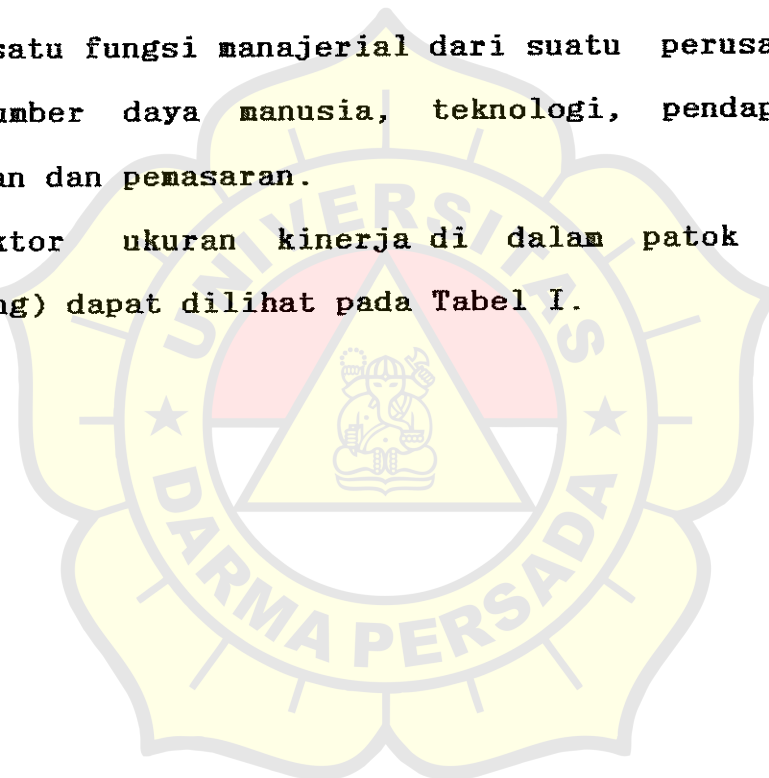 satu fungsi manajerial dari suatu perusa
umber daya manusia, teknologi, pendap
an dan pemasaran.
ktor ukuran kinerja di dalam patok
ng) dapat dilihat pada Tabel I.
UNIVERSITAS
DARMA PERSADA